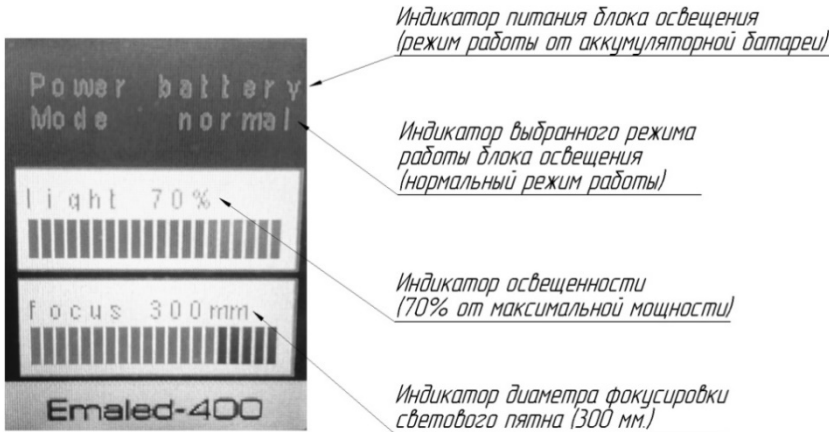 Индикатор питания блока освещения
(режим работы от аккумуляторной батареи)
Power battery
Mode normal
Индикатор выбранного режима
работы блока освещения
(нормальный режим работы)
light 70%
Индикатор освещенности
(70% от максимальной мощности)
focus 300mm
Индикатор диаметра фокусировки
светового пятна (300 мм.)
Emaled-400